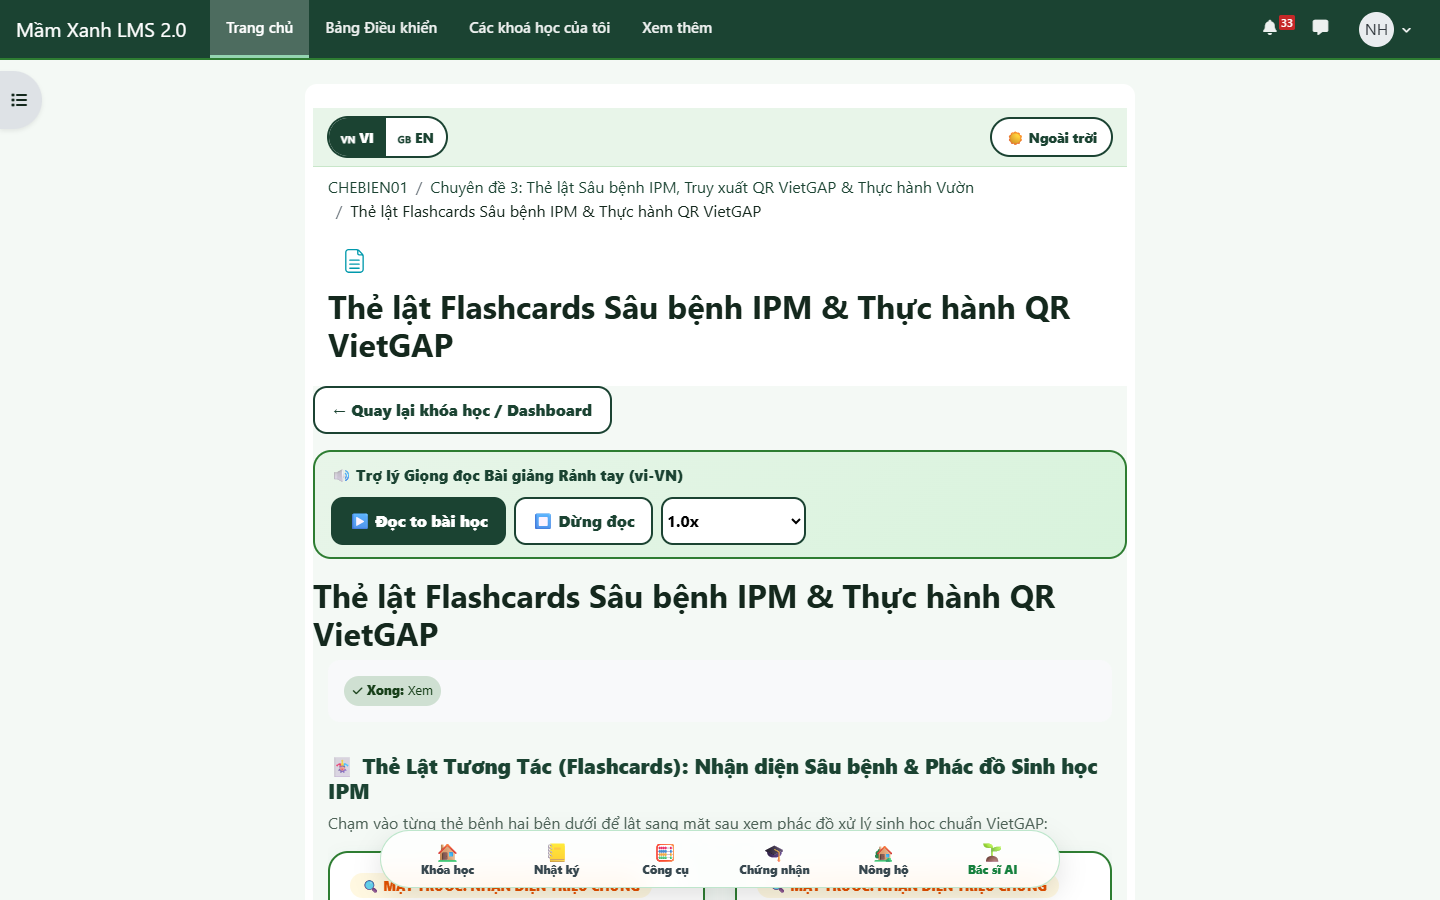 Mầm Xanh LMS 2.0
Trang chủ
Bảng Điều khiển
Các khoá học của tôi
Xem thêm
33
NH
VN VI
GB EN
Ngoài trời
CHEBIEN01 / Chuyên đề 3: Thẻ lật Sâu bệnh IPM, Truy xuất QR VietGAP & Thực hành Vườn
/ Thẻ lật Flashcards Sâu bệnh IPM & Thực hành QR VietGAP
Thẻ lật Flashcards Sâu bệnh IPM & Thực hành QR
VietGAP
← Quay lại khóa học / Dashboard
Trợ lý Giọng đọc Bài giảng Rảnh tay (vi-VN)
Đọc to bài học
Dừng đọc
1.0x
Thẻ lật Flashcards Sâu bệnh IPM & Thực hành QR
VietGAP
Xong: Xem
Thẻ Lật Tương Tác (Flashcards): Nhận diện Sâu bệnh & Phác đồ Sinh học
IPM
Chạm vào từng thẻ bệnh hại bên dưới để lật sang mặt sau xem phác đồ xử lý sinh học chuẩn VietGAP:
Khóa học
Nhật ký
Công cụ
Chứng nhận
Nông hộ
Bác sĩ AI